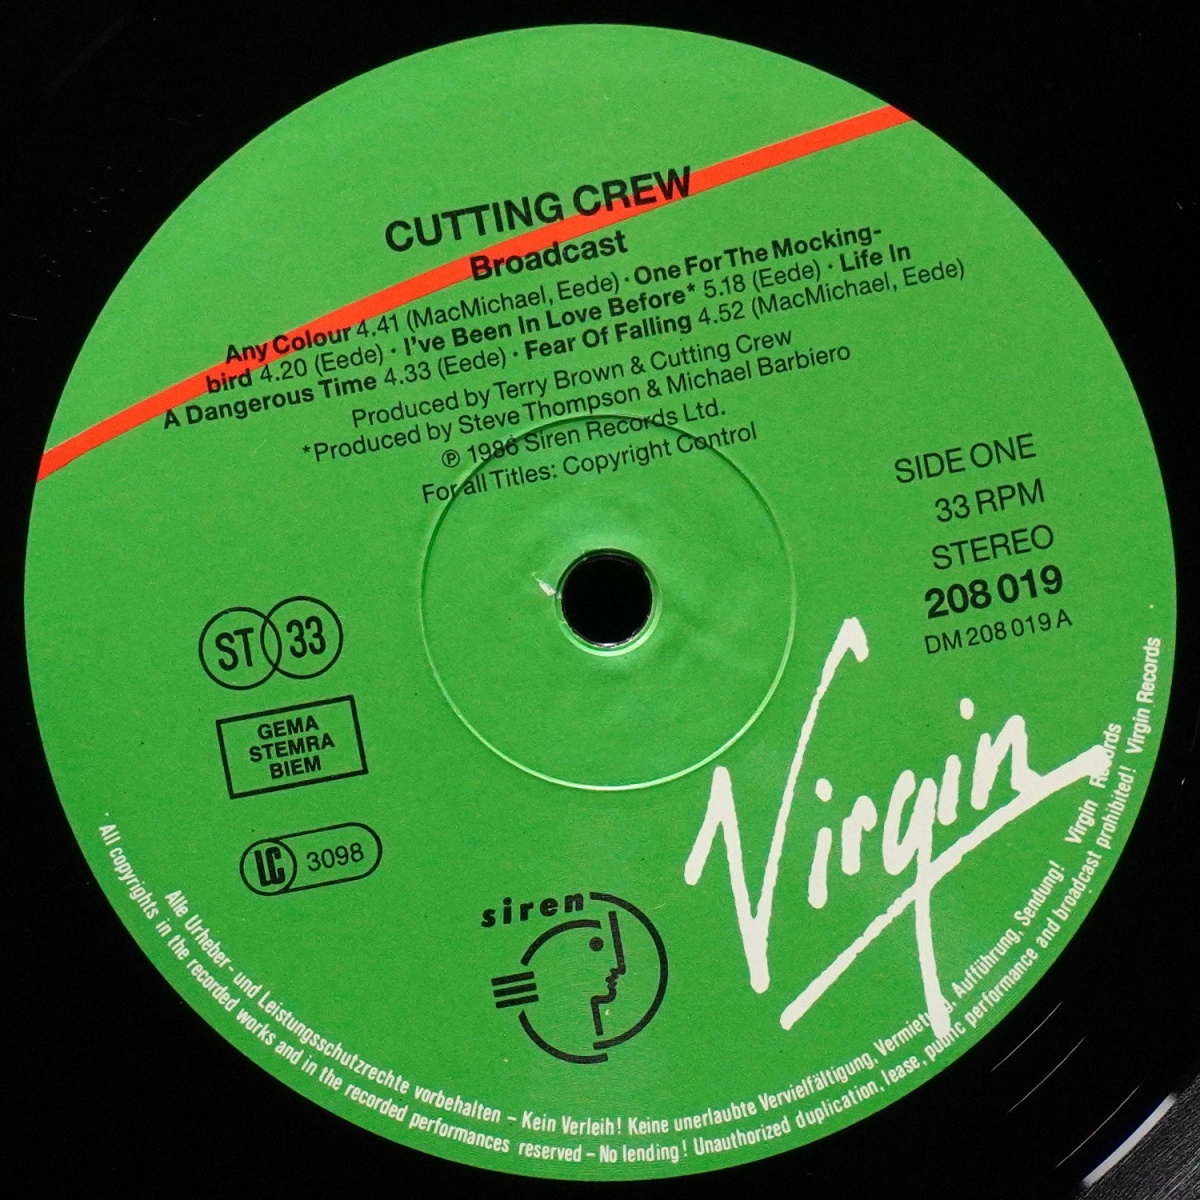 CUTTING CREW
Broadcast
Any Colour 4.41 (MacMichael, Eede) · One For The Mocking-
bird 4.20 (Eede) · I've Been In Love Before* 5.18 (Eede) · Life In
A Dangerous Time 4.33 (Eede) · Fear Of Falling 4.52 (MacMichael, Eede)
Produced by Terry Brown & Cutting Crew
*Produced by Steve Thompson & Michael Barbiero
℗ 1986 Siren Records Ltd.
For all Titles: Copyright Control
SIDE ONE
33 RPM
STEREO
208 019
DM 208 019 A
ST 33
GEMA
STEMRA
BIEM
LC 3098
siren
Virgin
Alle Urheber- und Leistungsschutzrechte vorbehalten – Kein Verleih! Keine unerlaubte Vervielfältigung, Vermietung, Aufführung, Sendung! Virgin Records
All copyrights in the recorded works and in the recorded performances reserved – No lending! Unauthorized duplication, lease, public performance and broadcast prohibited! Virgin Records